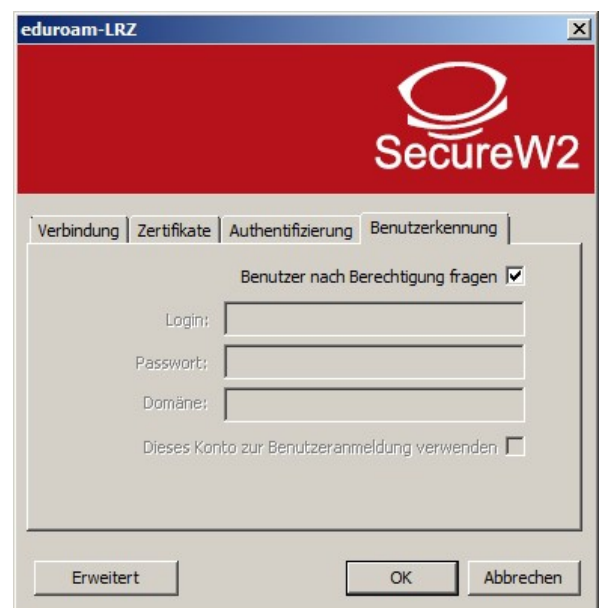 eduroam-LRZ
SecureW2
Verbindung Zertifikate Authentifizierung Benutzerkennung
Benutzer nach Berechtigung fragen
Login:
Passwort:
Domäne:
Dieses Konto zur Benutzeranmeldung verwenden
Erweitert OK Abbrechen